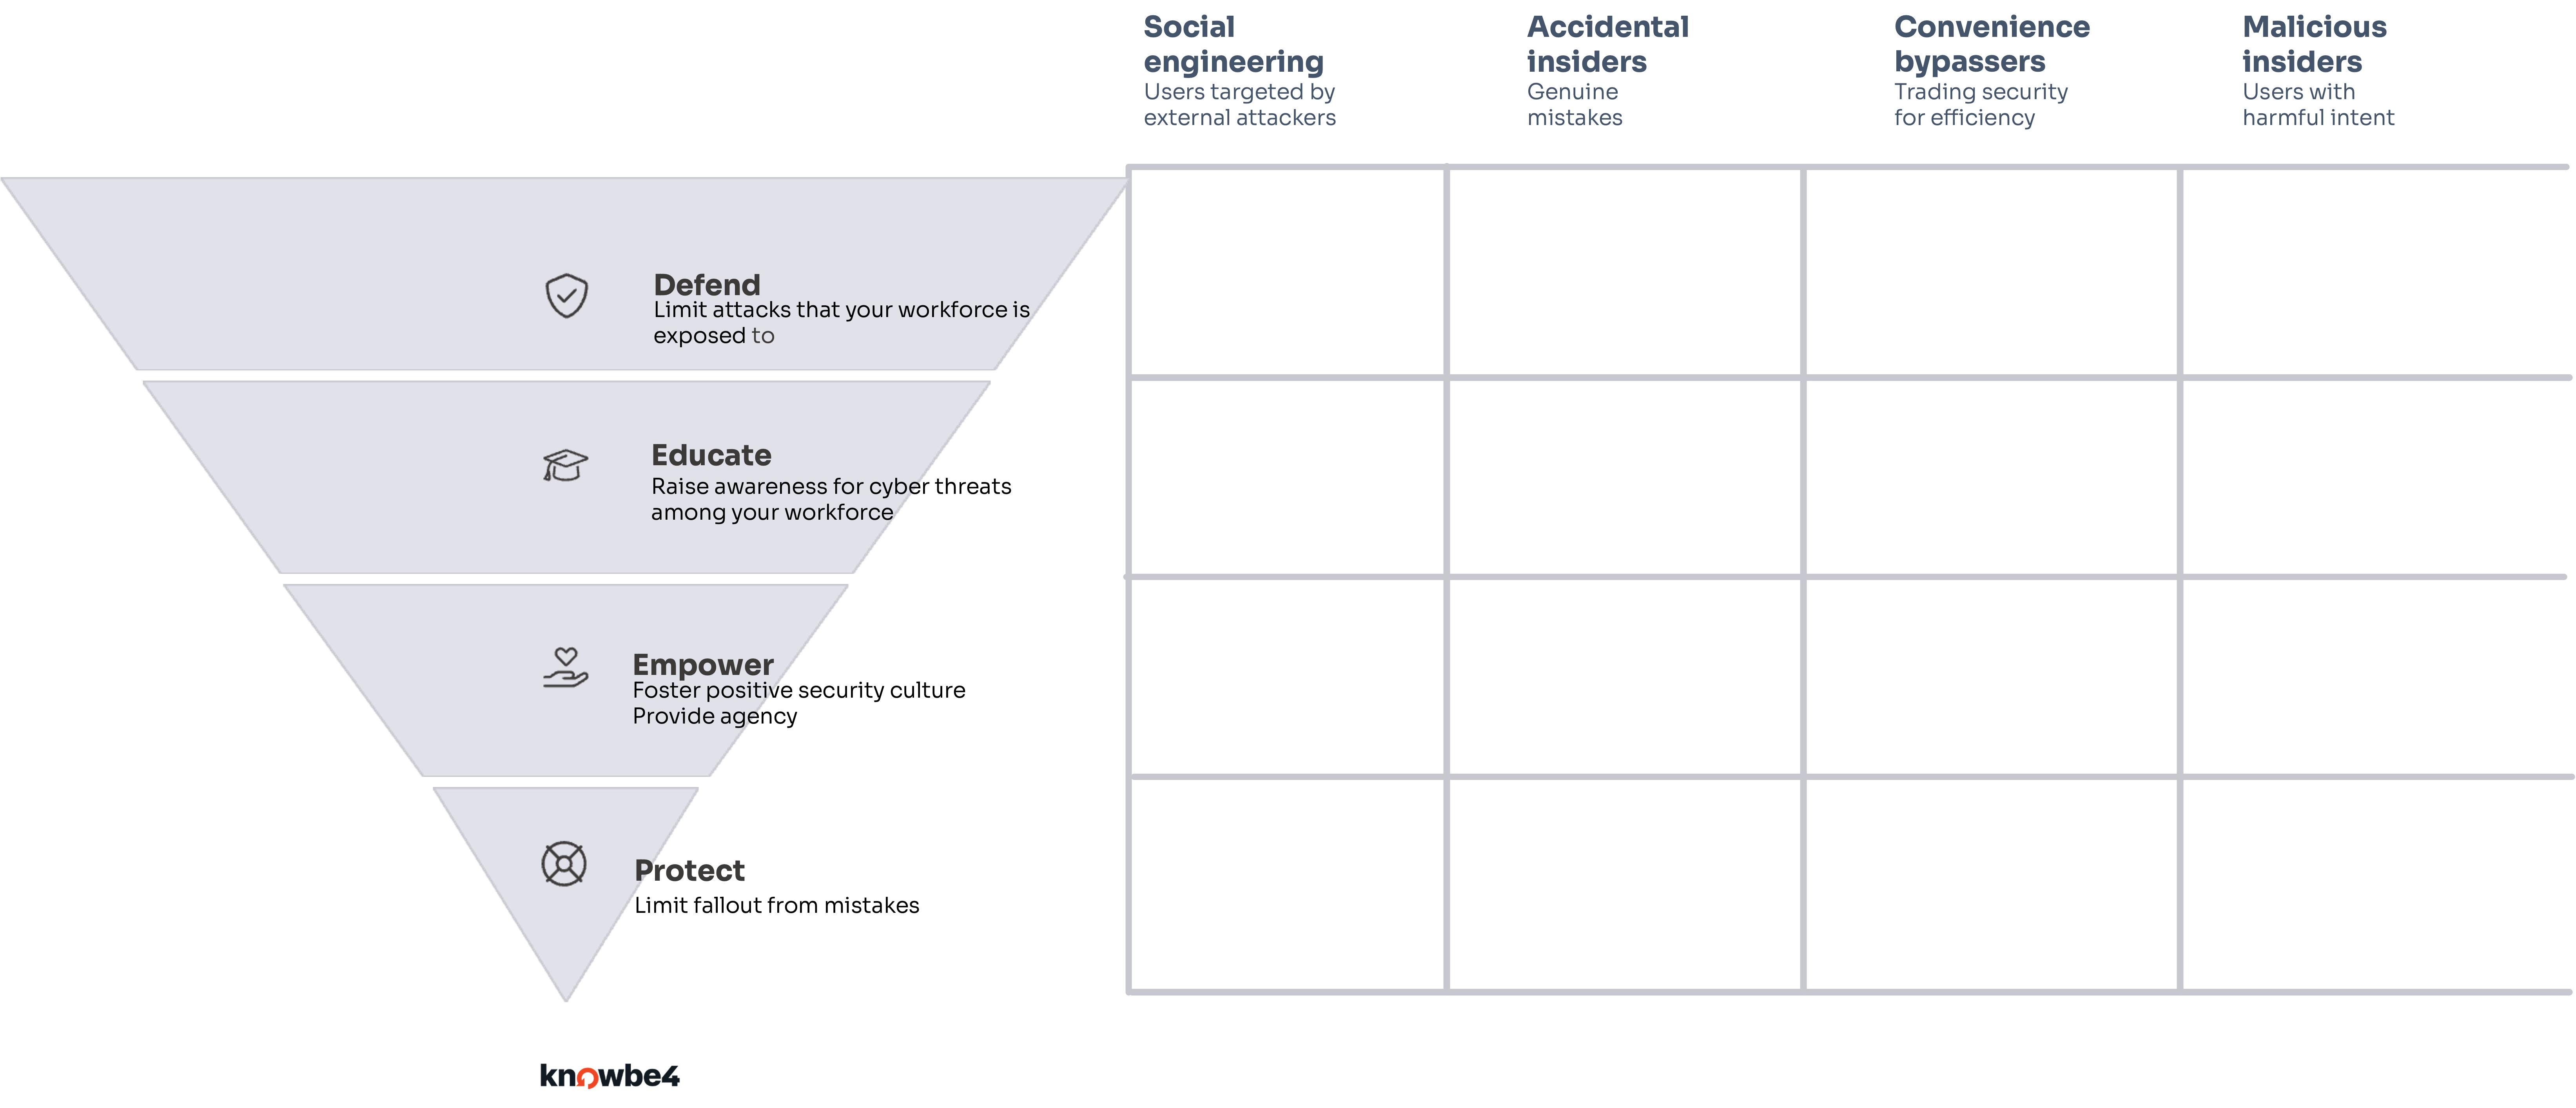 Social
engineering
Users targeted by
external attackers
Accidental
insiders
Genuine
mistakes
Convenience
bypassers
Trading security
for efficiency
Malicious
insiders
Users with
harmful intent
Defend
Limit attacks that your workforce is
exposed to
Educate
Raise awareness for cyber threats
among your workforce
Empower
Foster positive security culture
Provide agency
Protect
Limit fallout from mistakes
knowbe4